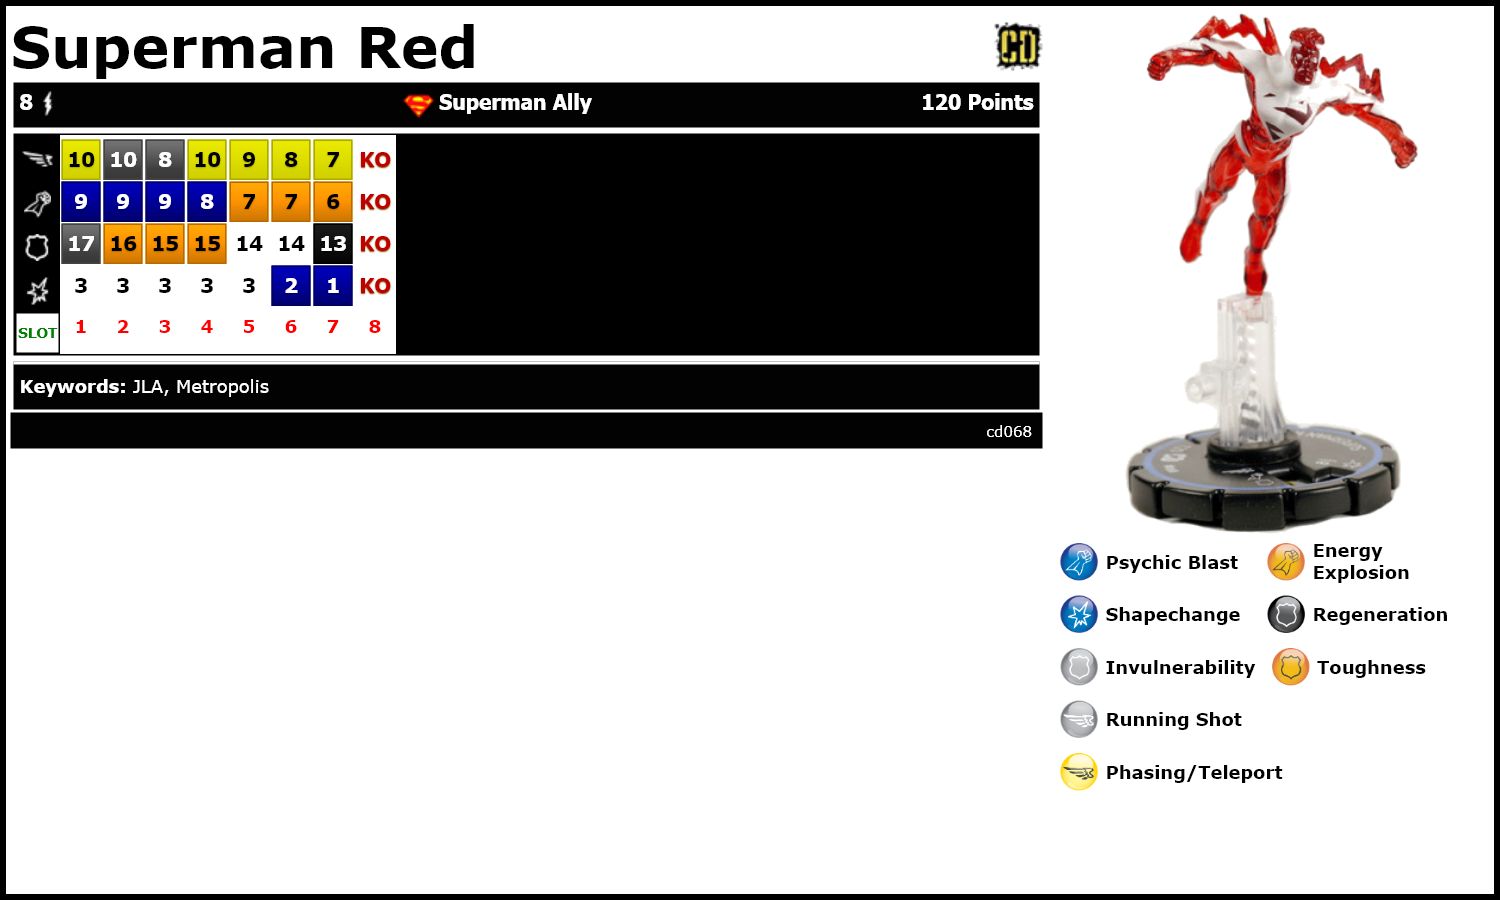 Superman Red
CD
8 Superman Ally 120 Points
10 10 8 10 9 8 7 KO
9 9 9 8 7 7 6 KO
17 16 15 15 14 14 13 KO
3 3 3 3 3 2 1 KO
SLOT 1 2 3 4 5 6 7 8
Keywords: JLA, Metropolis
cd068
Psychic Blast
Energy
Explosion
Shapechange
Regeneration
Invulnerability
Toughness
Running Shot
Phasing/Teleport